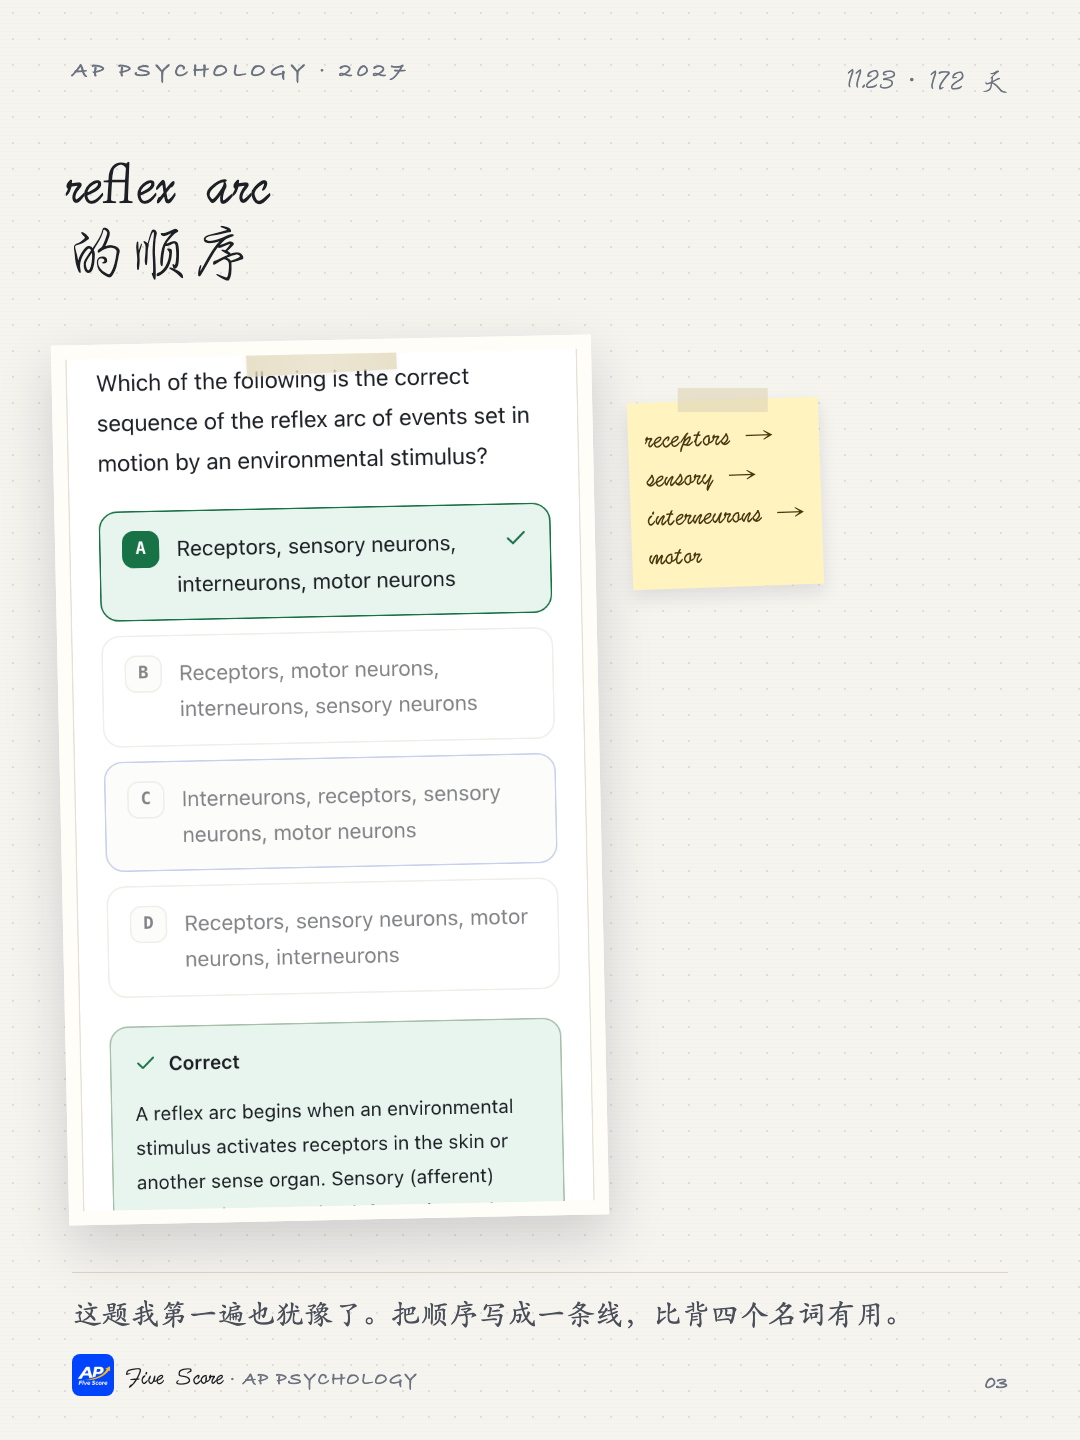 AP PSYCHOLOGY · 2027
11.23 · 172 天
reflex arc
的顺序
Which of the following is the correct
sequence of the reflex arc of events set in
motion by an environmental stimulus?
A
Receptors, sensory neurons,
interneurons, motor neurons
B
Receptors, motor neurons,
interneurons, sensory neurons
C
Interneurons, receptors, sensory
neurons, motor neurons
D
Receptors, sensory neurons, motor
neurons, interneurons
Correct
A reflex arc begins when an environmental
stimulus activates receptors in the skin or
another sense organ. Sensory (afferent)
receptors →
sensory →
interneurons →
motor
这题我第一遍也犹豫了。把顺序写成一条线，比背四个名词有用。
AP
Five Score
Five Score · AP PSYCHOLOGY
03